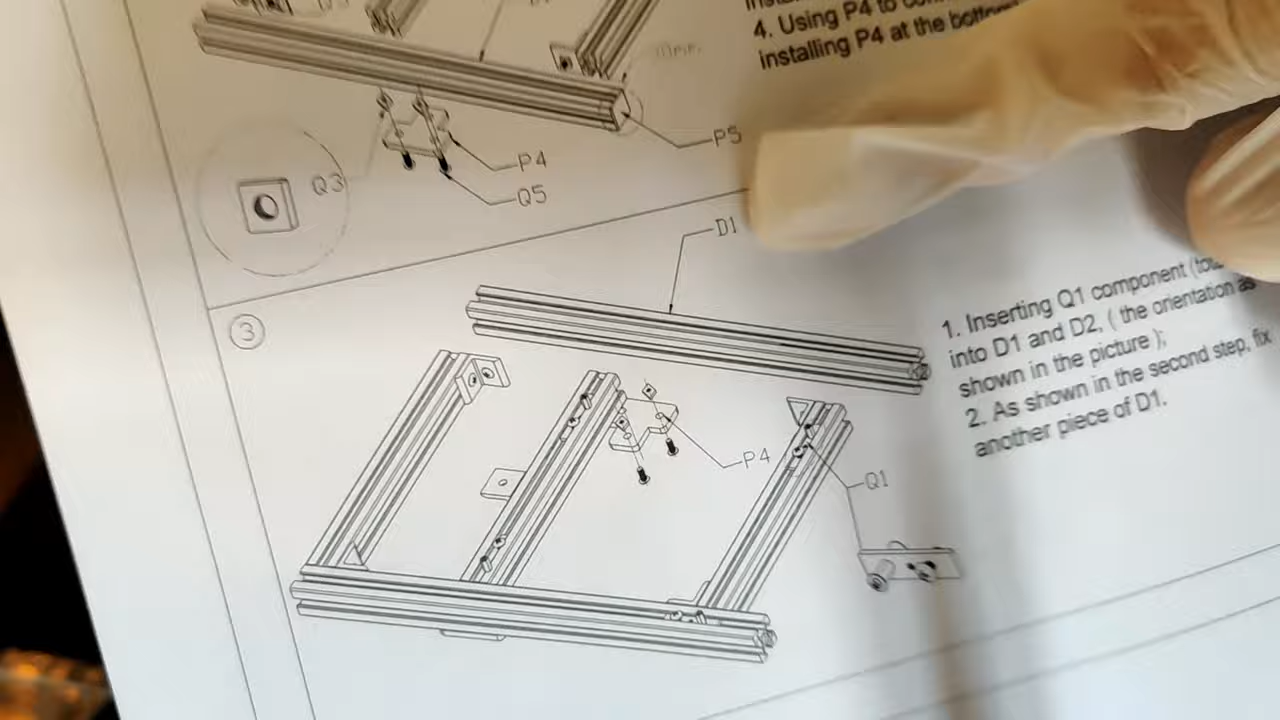 4. Using P4 to
installing P4 at the bottom
P5
P4
Q3
Q5
D1
3
1. Inserting Q1 component
into D1 and D2, ( the orientation as
shown in the picture );
2. As shown in the second step, fix
another piece of D1.
P4
Q1